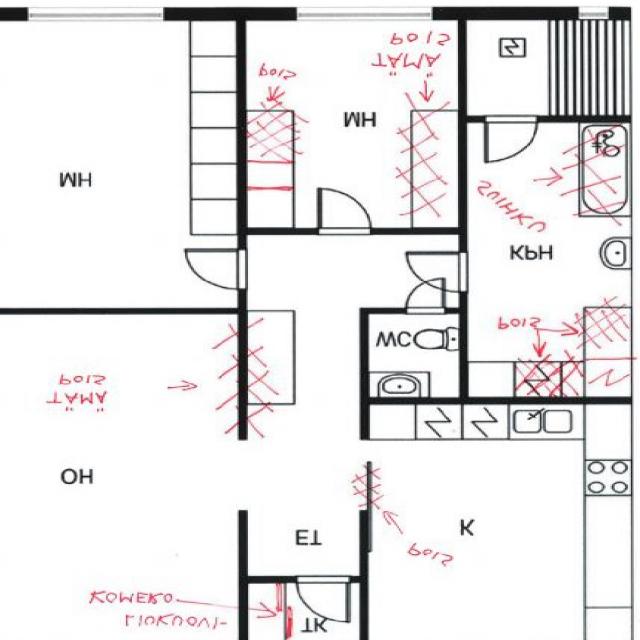 TK
LIUKUOVI-
KOMERO
ET
K
POIS
OH
TÄMÄ
POIS
WC
POIS
KPH
SUIHKU
MH
MH
TÄMÄ
POIS
POIS